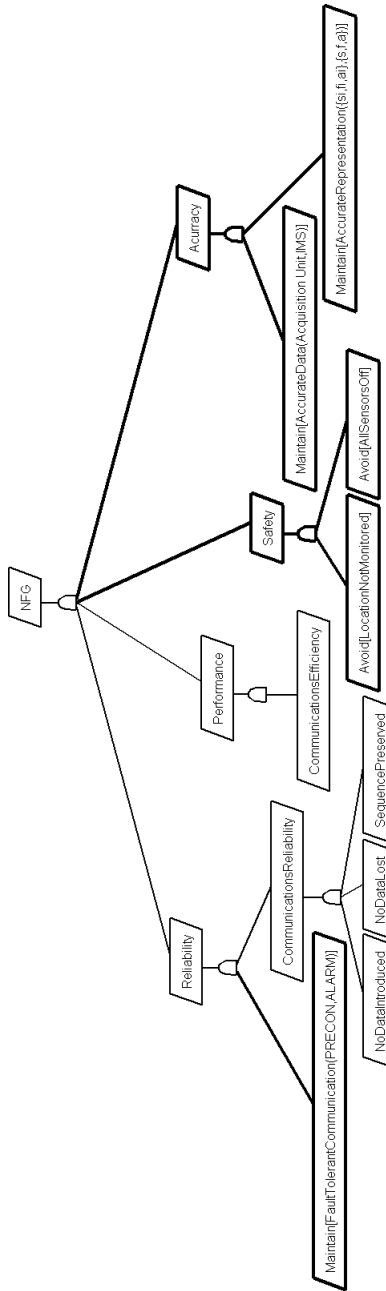 NFG
Reliability
Performance
Safety
Acurracy
Maintain[FaultTolerantCommunication(PRECON,ALARM)]
CommunicationsReliability
CommunicationsEfficiency
Avoid[LocationNotMonitored]
Avoid[AllSensorsOff]
Maintain[AccurateData(Acquisition Unit,IMS)]
Maintain[AccurateRepresentation({si,fi,ai},{s,f,a})]
NoDataIntroduced
NoDataLost
SequencePreserved